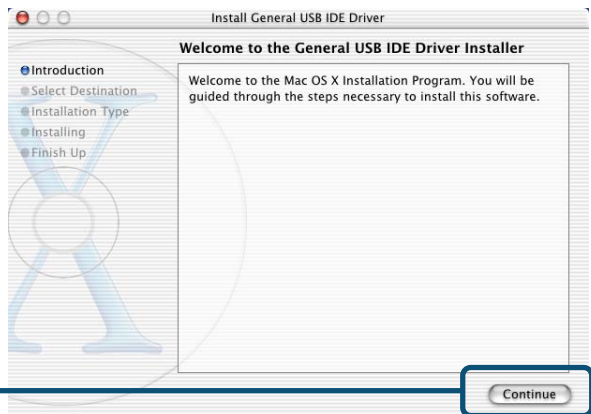 Install General USB IDE Driver
Welcome to the General USB IDE Driver Installer
Introduction
Select Destination
Installation Type
Installing
Finish Up
Welcome to the Mac OS X Installation Program. You will be
guided through the steps necessary to install this software.
Continue